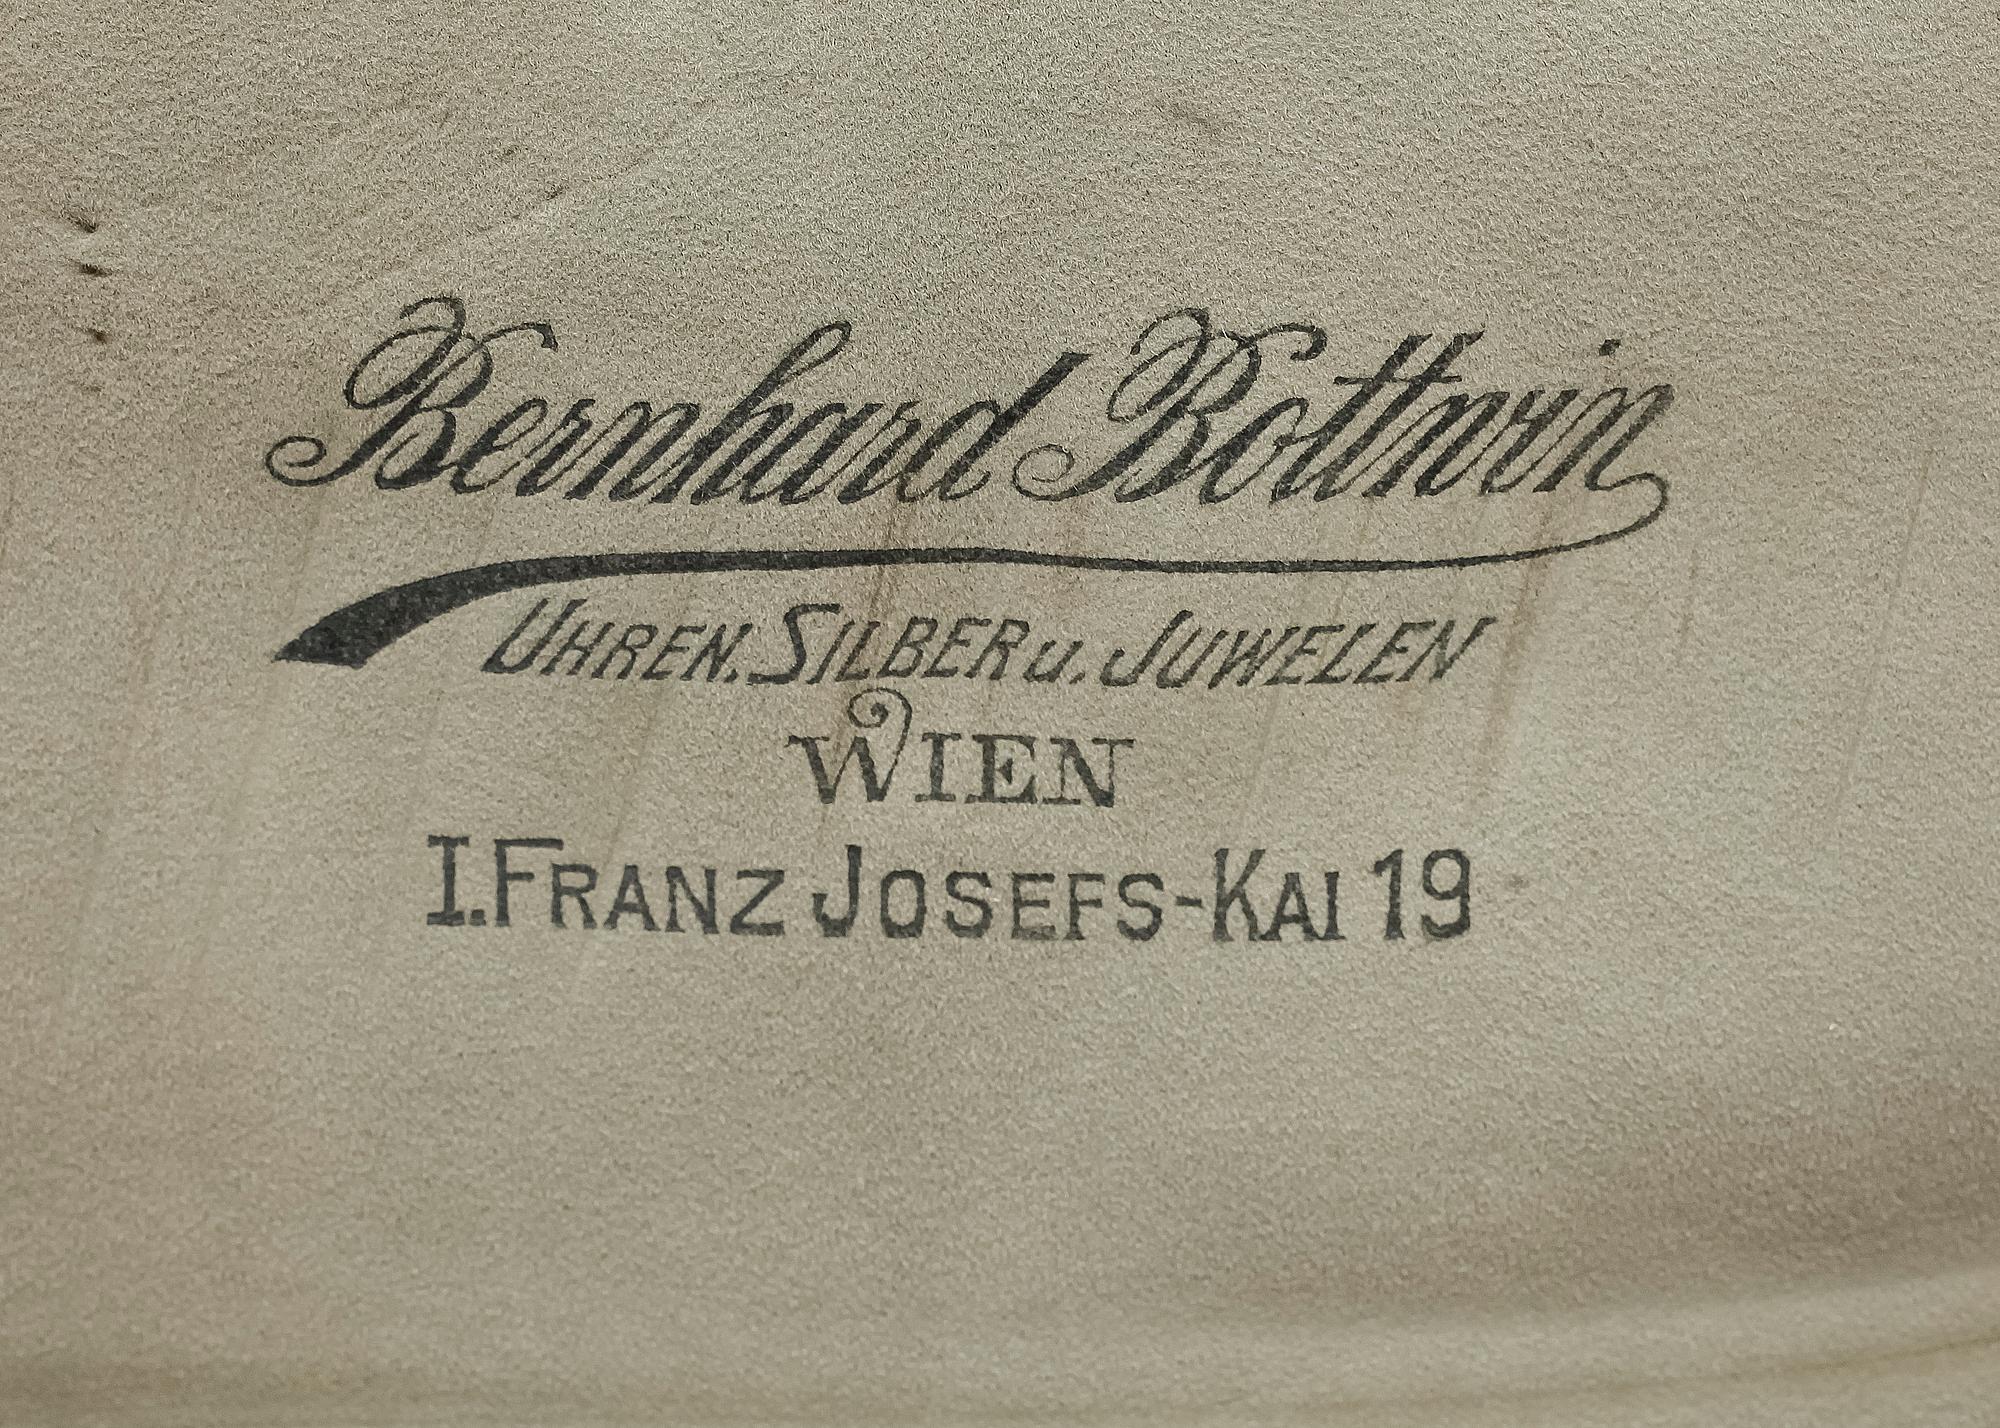 Bernhard Bottwin
UHREN. SILBER u. JUWELEN
WIEN
I. FRANZ JOSEFS-KAI 19